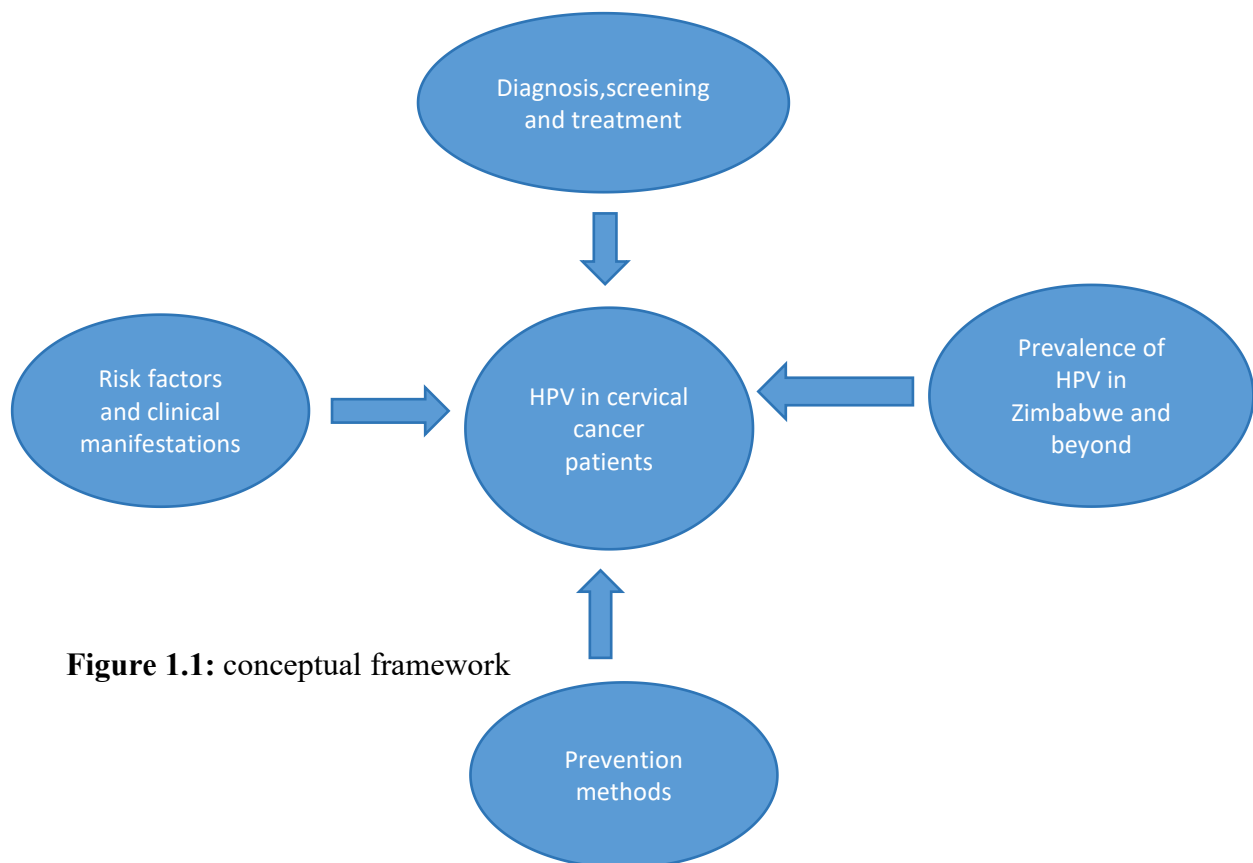 Diagnosis,screening
and treatment
Risk factors
and clinical
manifestations
HPV in cervical
cancer
patients
Prevalence of
HPV in
Zimbabwe and
beyond
Figure 1.1: conceptual framework
Prevention
methods